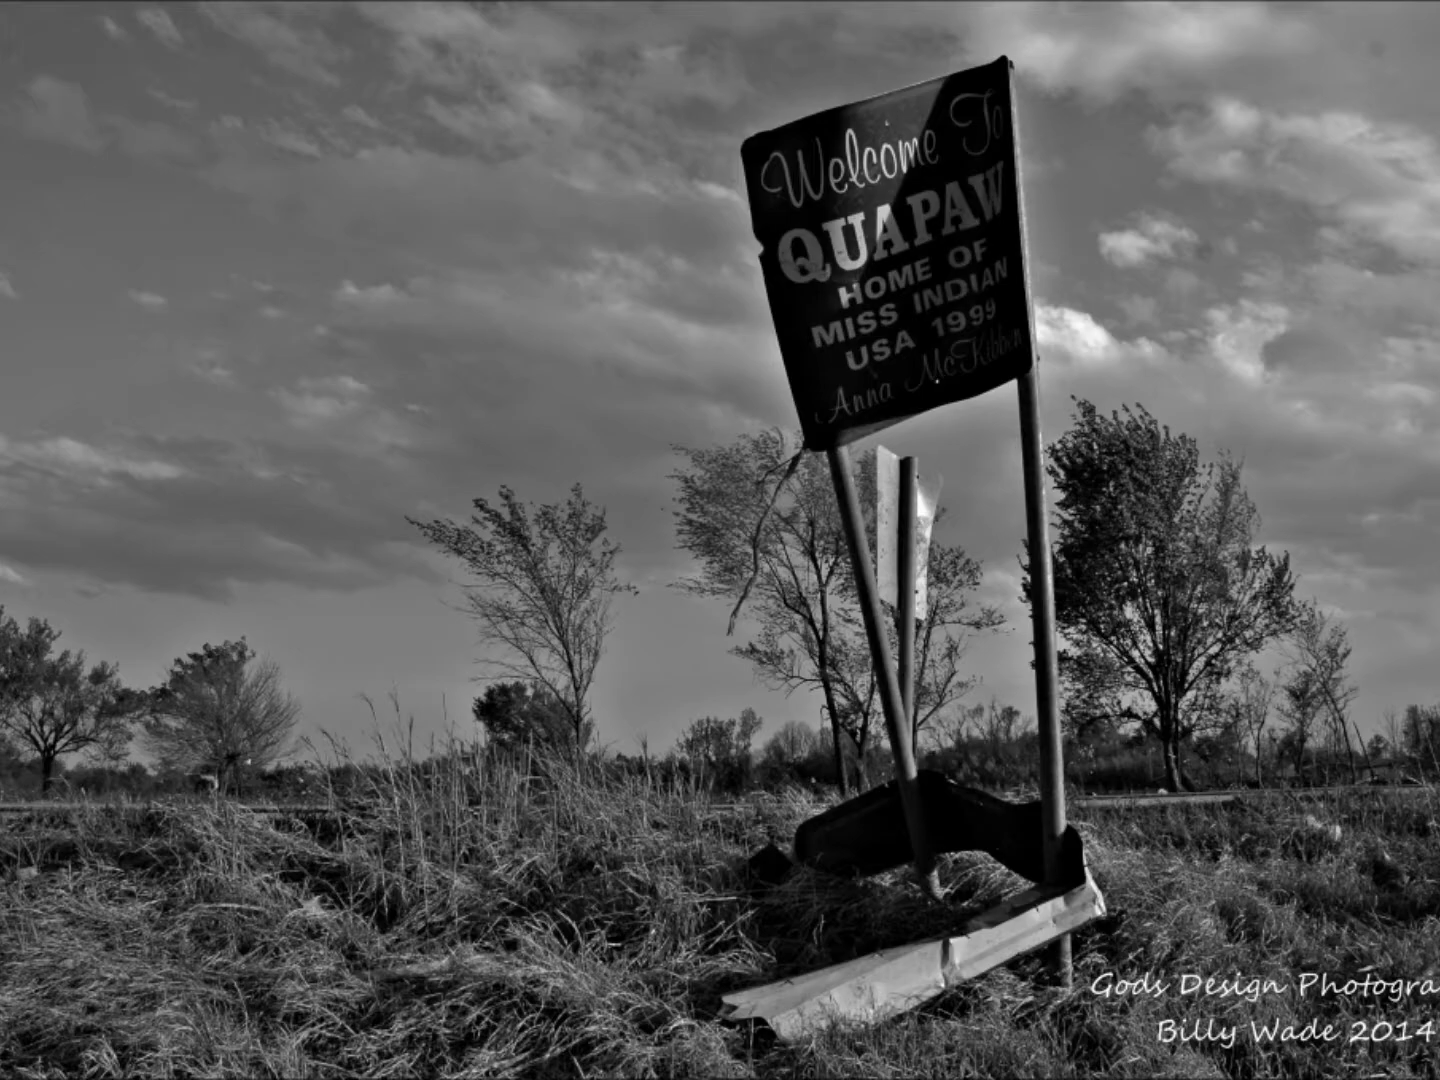 Welcome To
QUAPAW
HOME OF
MISS INDIAN
USA 1999
Anna McKibben
Gods Design Photogra
Billy Wade 2014